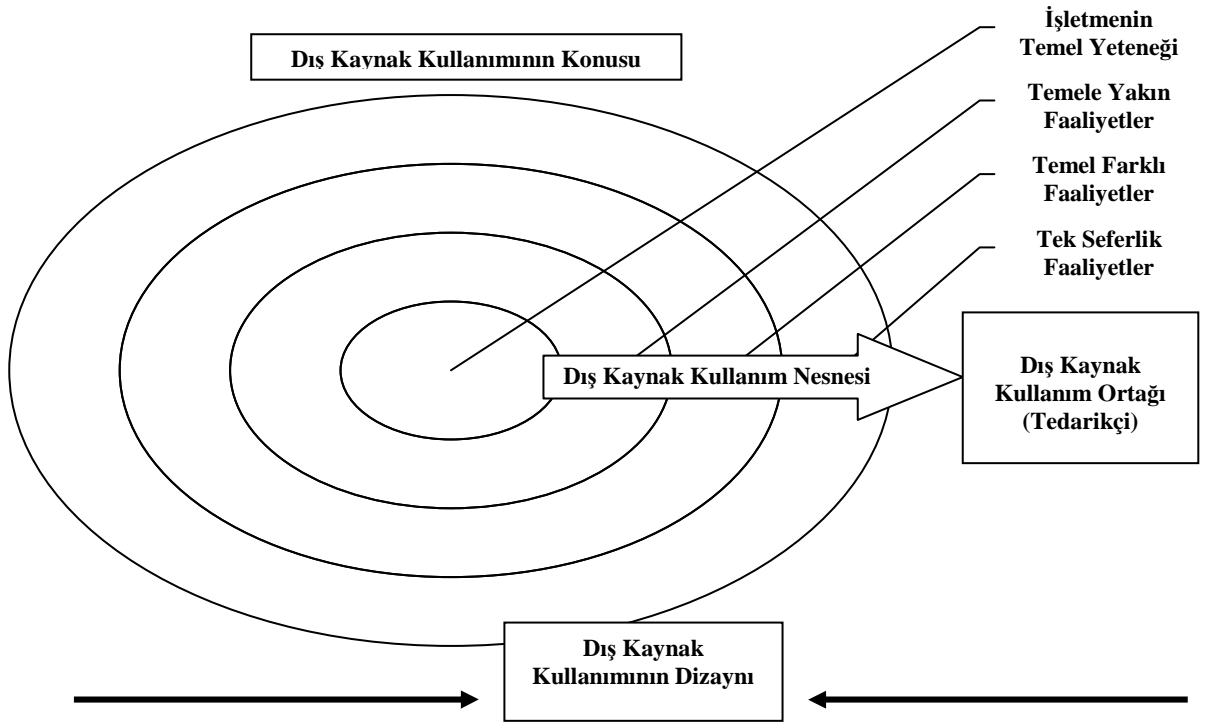 Dış Kaynak Kullanımının Konusu
İşletmenin
Temel Yeteneği
Temele Yakın
Faaliyetler
Temel Farklı
Faaliyetler
Tek Seferlik
Faaliyetler
Dış Kaynak Kullanım Nesnesi
Dış Kaynak
Kullanım Ortağı
(Tedarikçi)
Dış Kaynak
Kullanımının Dizaynı